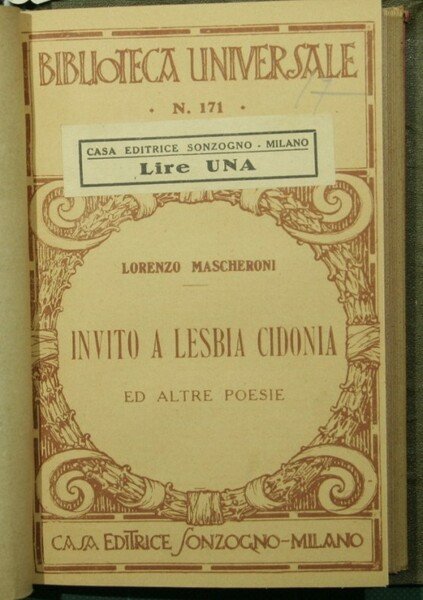 BIBLIOTECA UNIVERSALE
• N. 171 •
CASA EDITRICE SONZOGNO - MILANO
Lire UNA
LORENZO MASCHERONI
INVITO A LESBIA CIDONIA
ED ALTRE POESIE
CASA EDITRICE SONZOGNO-MILANO